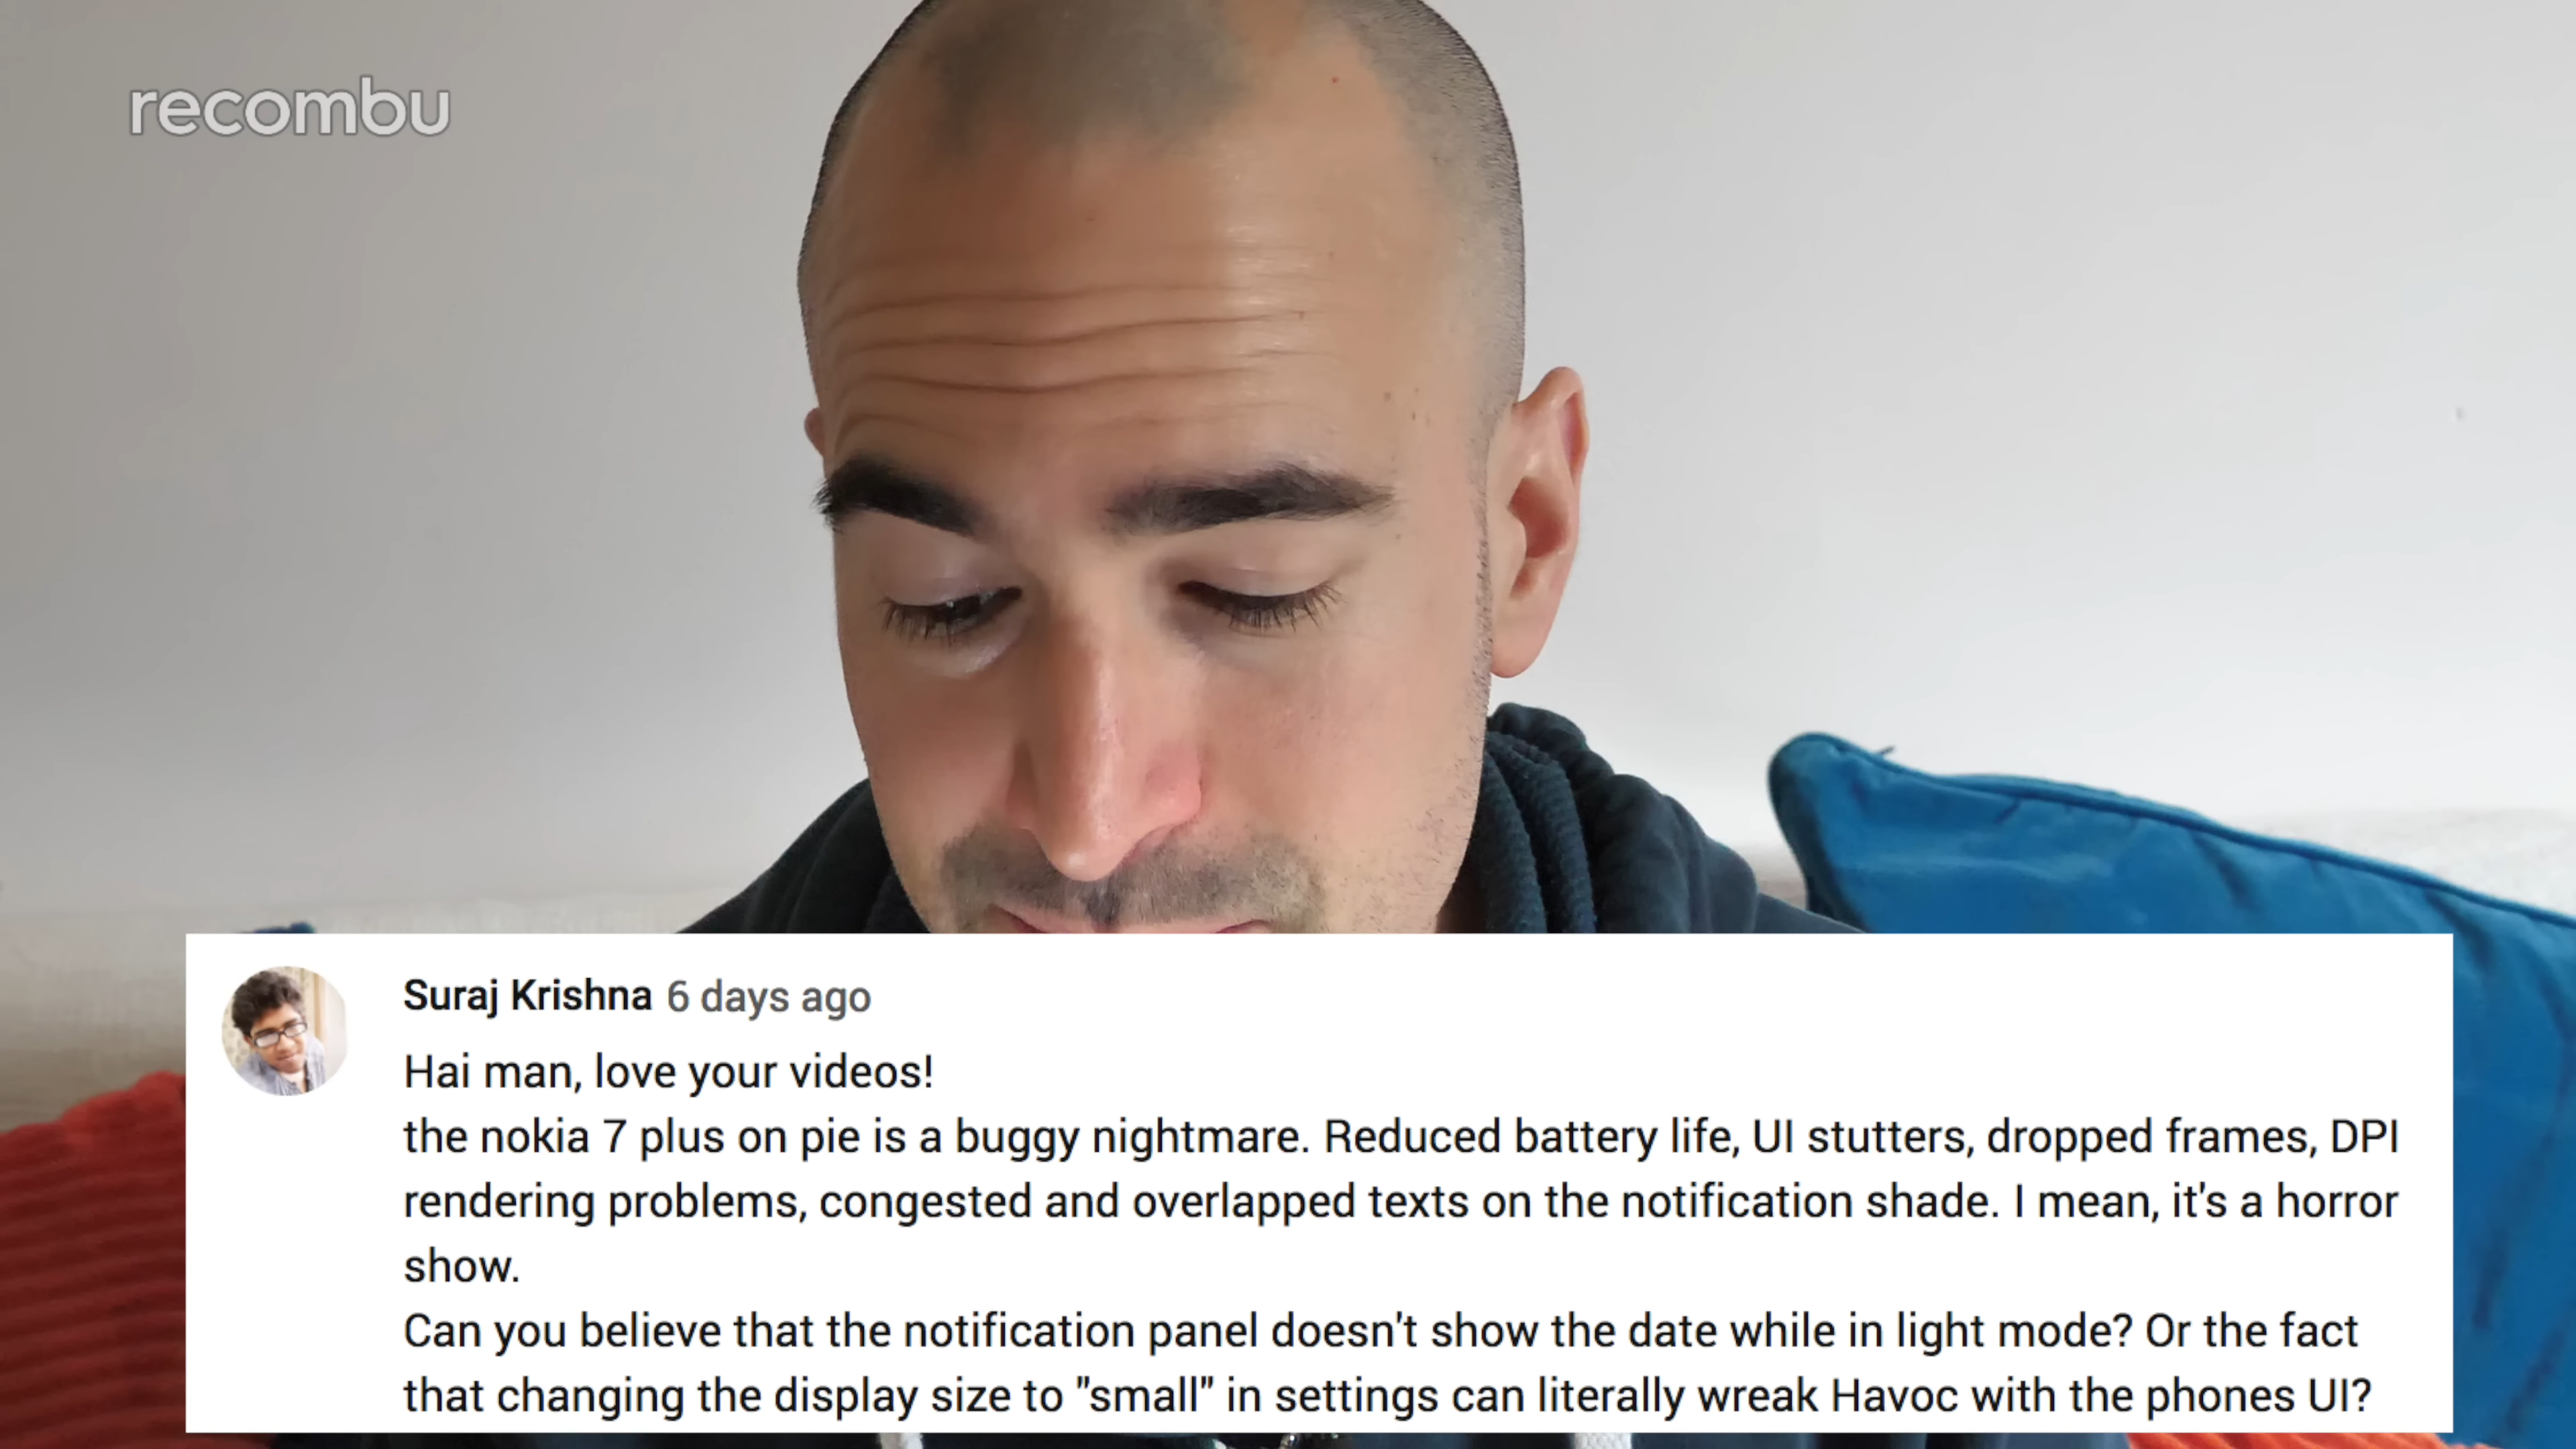 recombu
Suraj Krishna 6 days ago
Hai man, love your videos!
the nokia 7 plus on pie is a buggy nightmare. Reduced battery life, UI stutters, dropped frames, DPI
rendering problems, congested and overlapped texts on the notification shade. I mean, it's a horror
show.
Can you believe that the notification panel doesn't show the date while in light mode? Or the fact
that changing the display size to "small" in settings can literally wreak Havoc with the phones UI?